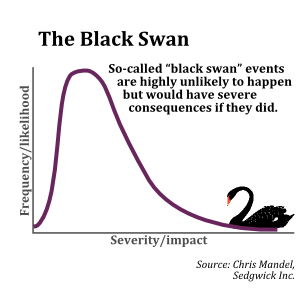 The Black Swan
So-called “black swan” events
are highly unlikely to happen
but would have severe
consequences if they did.
Frequency/likelihood
Severity/impact
Source: Chris Mandel,
Sedgwick Inc.